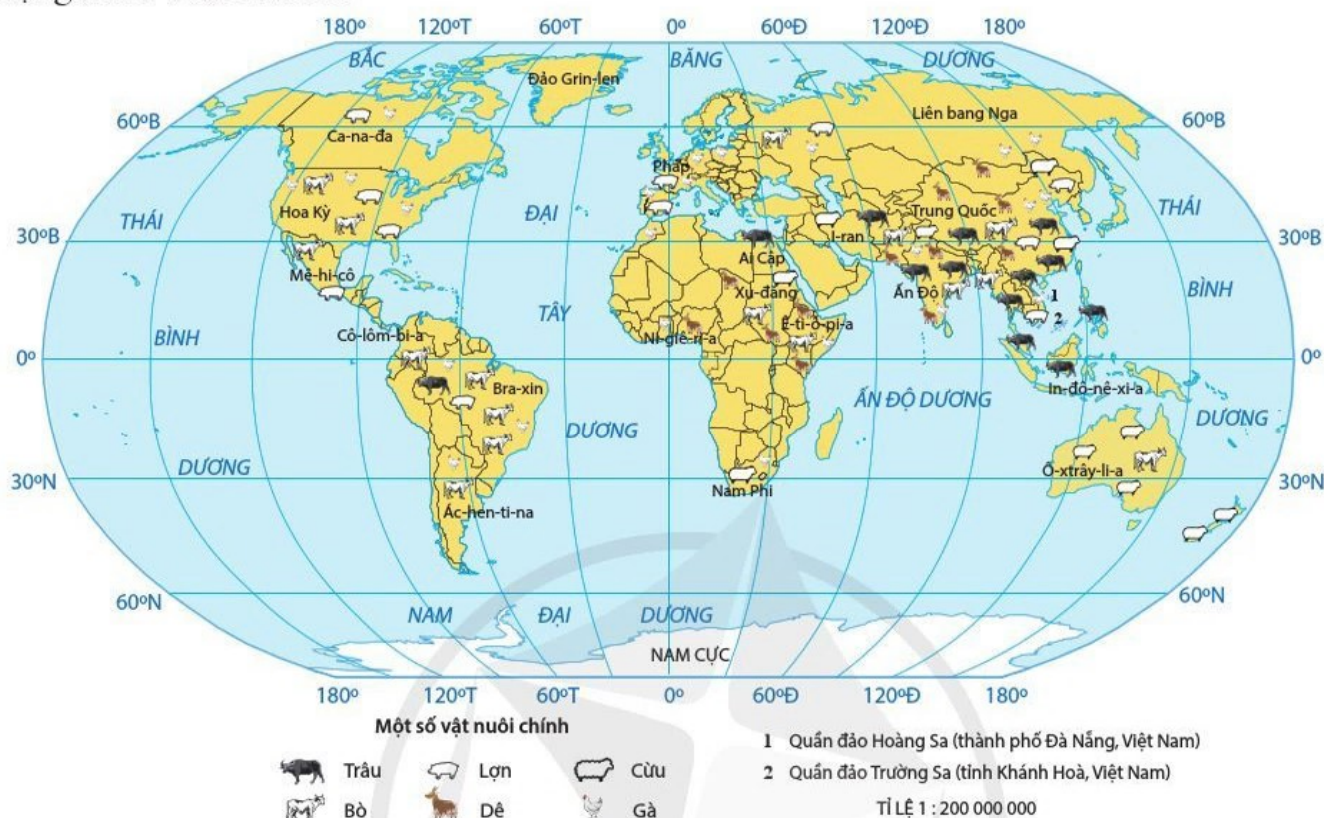 180º 120ºT 60ºT 0º 60ºĐ 120ºĐ 180º
BẮC BĂNG DƯƠNG
Đảo Grin-len
60ºB Ca-na-đa Liên bang Nga 60ºB
Pháp
THÁI Hoa Kỳ ĐẠI Trung Quốc THÁI
30ºB I-ran 30ºB
Mê-hi-cô Ai Cập
Xu-đăng Ấn Độ 1 BÌNH
TÂY 2
BÌNH Cô-lôm-bi-a Ni-giê-ri-a Ê-ti-ô-pi-a
0º 0º
Bra-xin In-đô-nê-xi-a
ẤN ĐỘ DƯƠNG
DƯƠNG DƯƠNG
DƯƠNG Ô-xtrây-li-a
30ºN Nam Phi 30ºN
Ác-hen-ti-na
60ºN 60ºN
NAM ĐẠI DƯƠNG
NAM CỰC
180º 120ºT 60ºT 0º 60ºĐ 120ºĐ 180º
Một số vật nuôi chính
Trâu Lợn Cừu
Bò Dê Gà
1 Quần đảo Hoàng Sa (thành phố Đà Nẵng, Việt Nam)
2 Quần đảo Trường Sa (tỉnh Khánh Hoà, Việt Nam)
TỈ LỆ 1 : 200 000 000